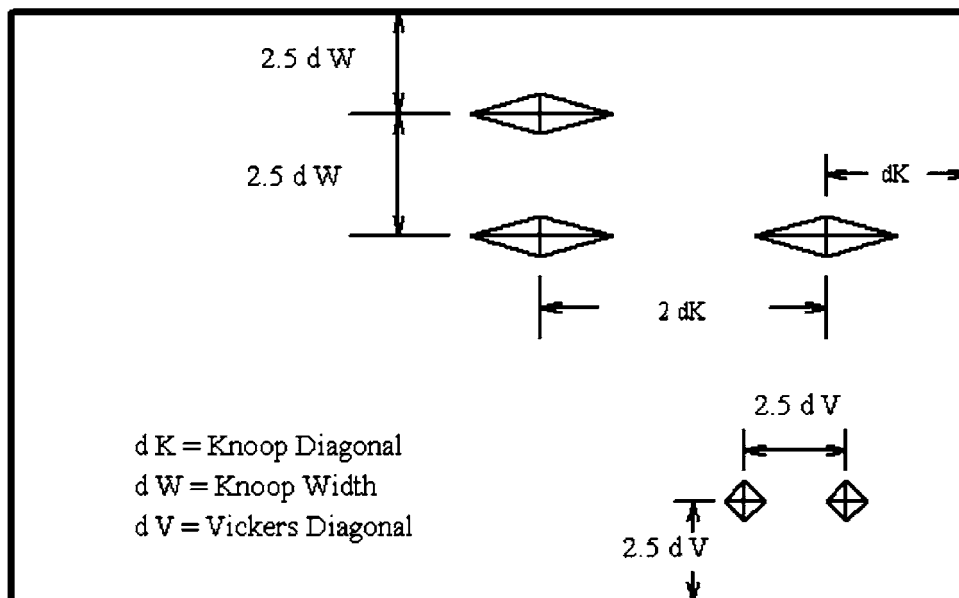 2.5 d W
2.5 d W
dK
2 dK
2.5 d V
d K = Knoop Diagonal
d W = Knoop Width
d V = Vickers Diagonal
2.5 d V